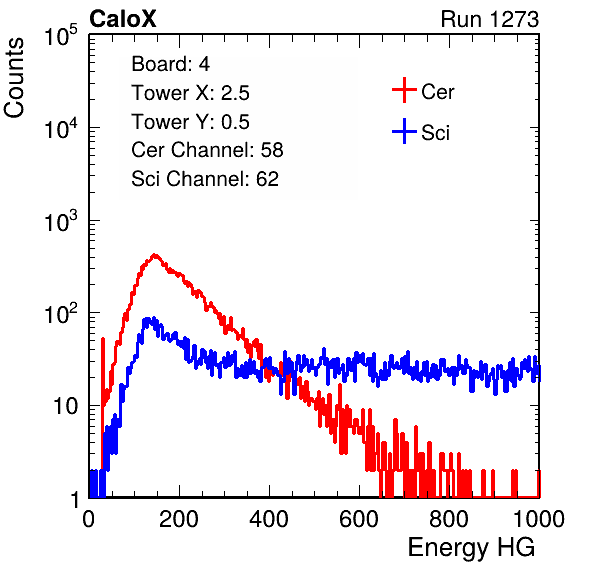 CaloX Run 1273
Counts
10^5
10^4
10^3
10^2
10
1
Board: 4
Tower X: 2.5
Tower Y: 0.5
Cer Channel: 58
Sci Channel: 62
Cer
Sci
0 200 400 600 800 1000
Energy HG